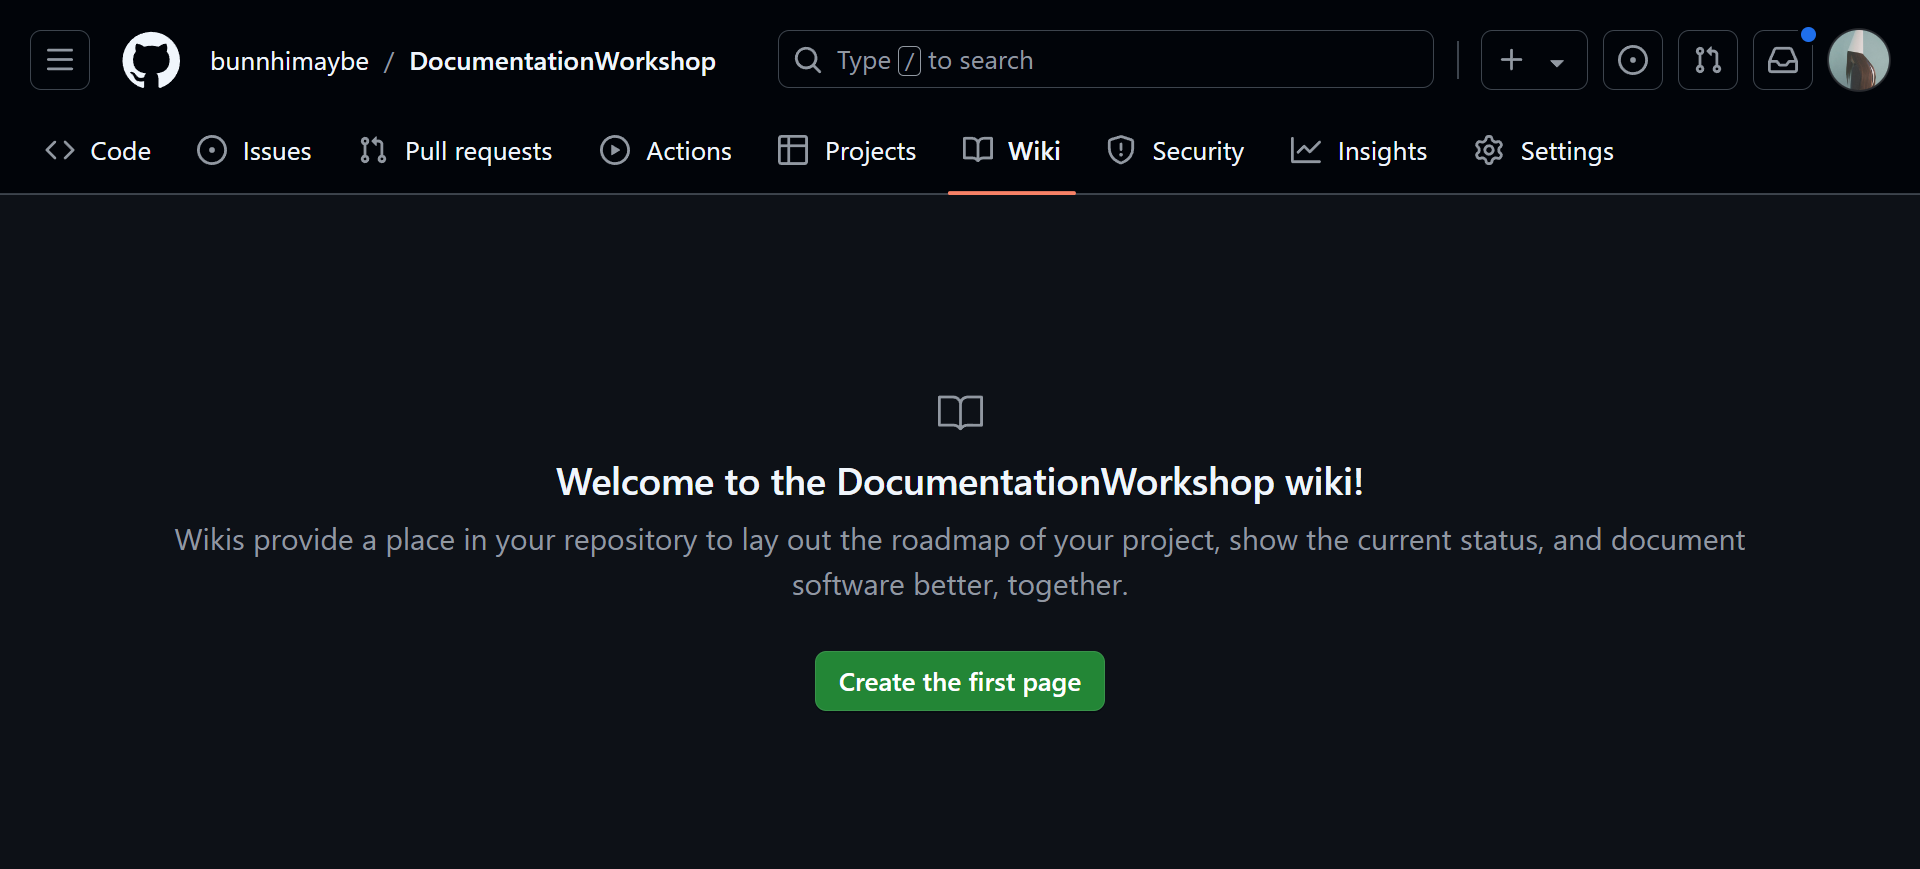 bunnhimaybe / DocumentationWorkshop
Type / to search
Code Issues Pull requests Actions Projects Wiki Security Insights Settings
Welcome to the DocumentationWorkshop wiki!
Wikis provide a place in your repository to lay out the roadmap of your project, show the current status, and document
software better, together.
Create the first page